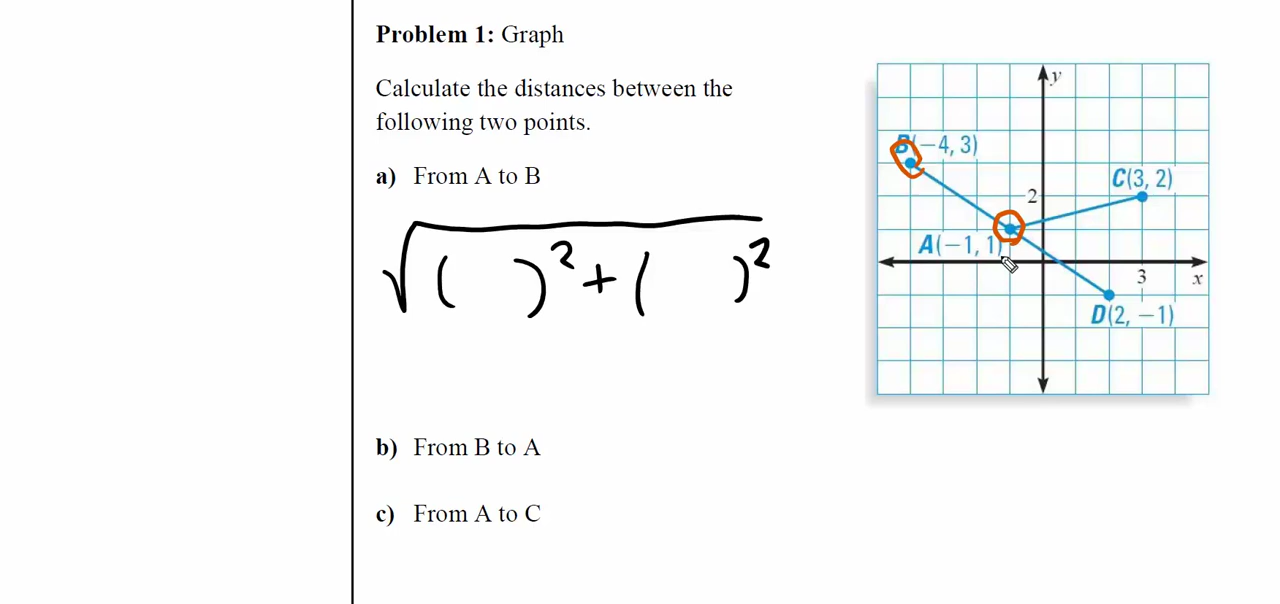 Problem 1: Graph
Calculate the distances between the
following two points.
a) From A to B
√( )² + ( )²
b) From B to A
c) From A to C
y
B(−4, 3)
C(3, 2)
2
A(−1, 1)
3
x
D(2, −1)